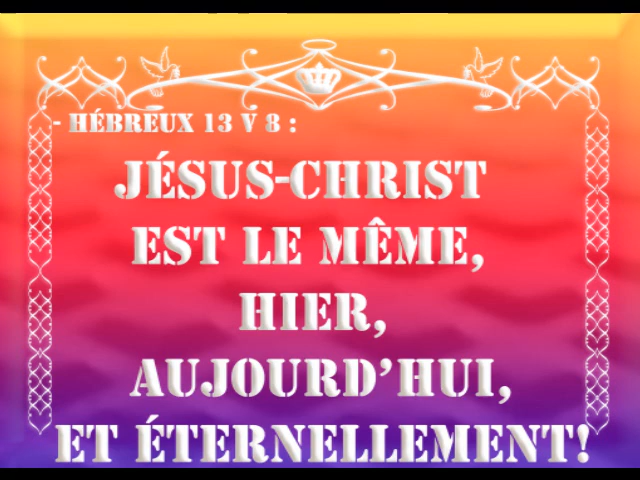 - HÉBREUX 13 V 8 :
JÉSUS-CHRIST
EST LE MÊME,
HIER,
AUJOURD'HUI,
ET ÉTERNELLEMENT!